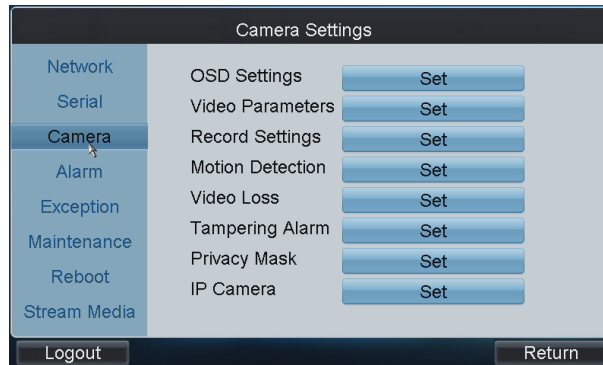 Camera Settings
Network
Serial
Camera
Alarm
Exception
Maintenance
Reboot
Stream Media
OSD Settings Set
Video Parameters Set
Record Settings Set
Motion Detection Set
Video Loss Set
Tampering Alarm Set
Privacy Mask Set
IP Camera Set
Logout Return